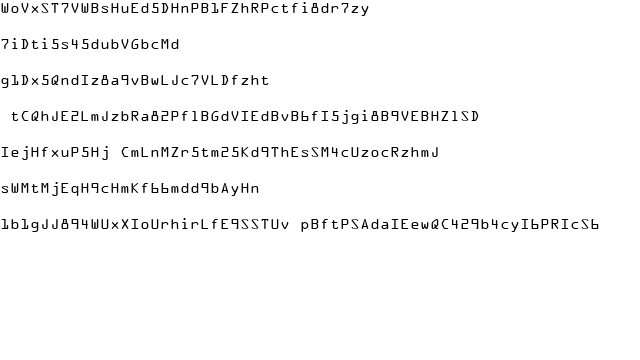 WoVxST7VWBsHuEd5DHnPB1FZhRPctfi8dr7zy
7iDti5s45dubVGbcMd
g1Dx5QndIz8a9vBwLJc7VLDfzht
tCQhJE2LmJzbRa82Pf1BGdVIEdBvB6fI5jgi8B9VEBHZ1SD
IejHfxuP5Hj CmLnMZr5tm25Kd9ThEsSM4cUzocRzhmJ
sWMtMjEqH9cHmKf66mdd9bAyHn
1b1gJJ894WUxXIoUrhirLfE9SSTUv pBftPSAdaIEewQC429b4cyI6PRIcS6